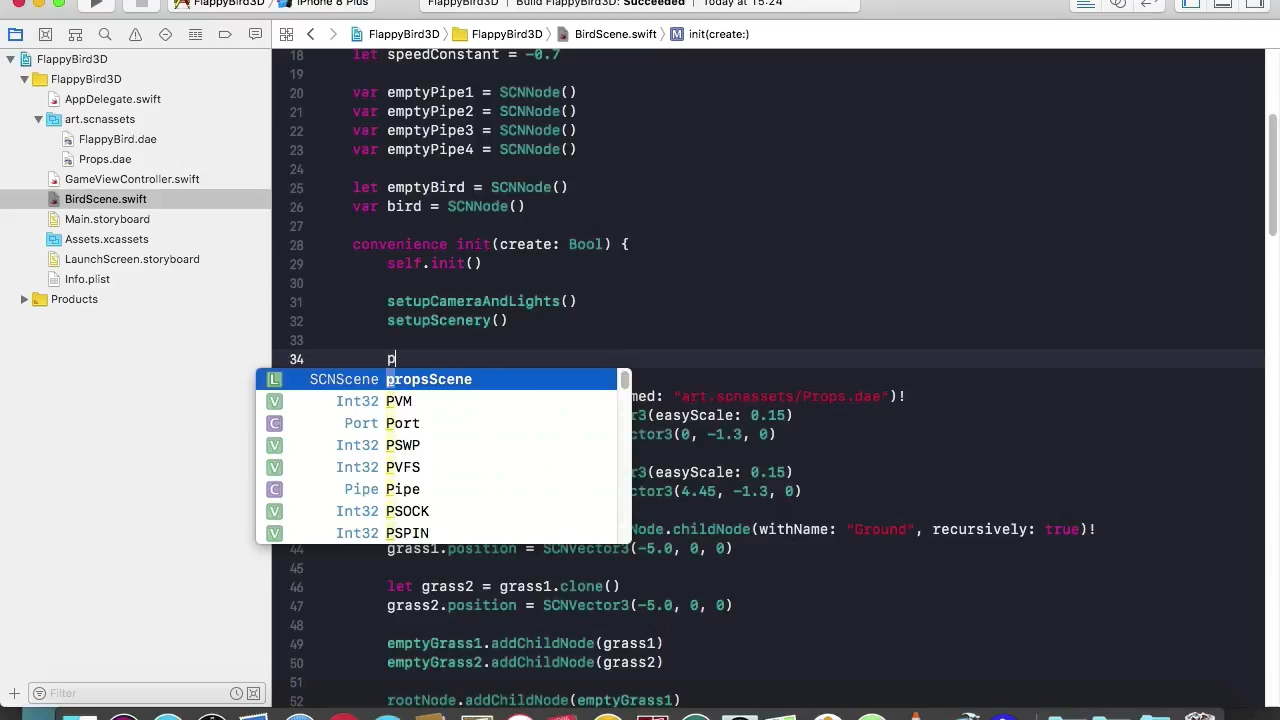 FlappyBird3D
iPhone 8 Plus
FlappyBird3D | Build FlappyBird3D: Succeeded | Today at 15:24
FlappyBird3D
FlappyBird3D
AppDelegate.swift
art.scnassets
FlappyBird.dae
Props.dae
GameViewController.swift
BirdScene.swift
Main.storyboard
Assets.xcassets
LaunchScreen.storyboard
Info.plist
Products
Filter
FlappyBird3D FlappyBird3D BirdScene.swift M init(create:)
18 let speedConstant = -0.7
19
20 var emptyPipe1 = SCNNode()
21 var emptyPipe2 = SCNNode()
22 var emptyPipe3 = SCNNode()
23 var emptyPipe4 = SCNNode()
24
25 let emptyBird = SCNNode()
26 var bird = SCNNode()
27
28 convenience init(create: Bool) {
29 self.init()
30
31 setupCameraAndLights()
32 setupScenery()
33
34 p
L SCNScene propsScene
V Int32 PVM
C Port Port
V Int32 PSWP
V Int32 PVFS
C Pipe Pipe
V Int32 PSOCK
V Int32 PSPIN
med: "art.scnassets/Props.dae")!
r3(easyScale: 0.15)
ctor3(0, -1.3, 0)
r3(easyScale: 0.15)
ctor3(4.45, -1.3, 0)
Node.childNode(withName: "Ground", recursively: true)!
44 grass1.position = SCNVector3(-5.0, 0, 0)
45
46 let grass2 = grass1.clone()
47 grass2.position = SCNVector3(-5.0, 0, 0)
48
49 emptyGrass1.addChildNode(grass1)
50 emptyGrass2.addChildNode(grass2)
51
52 rootNode.addChildNode(emptyGrass1)